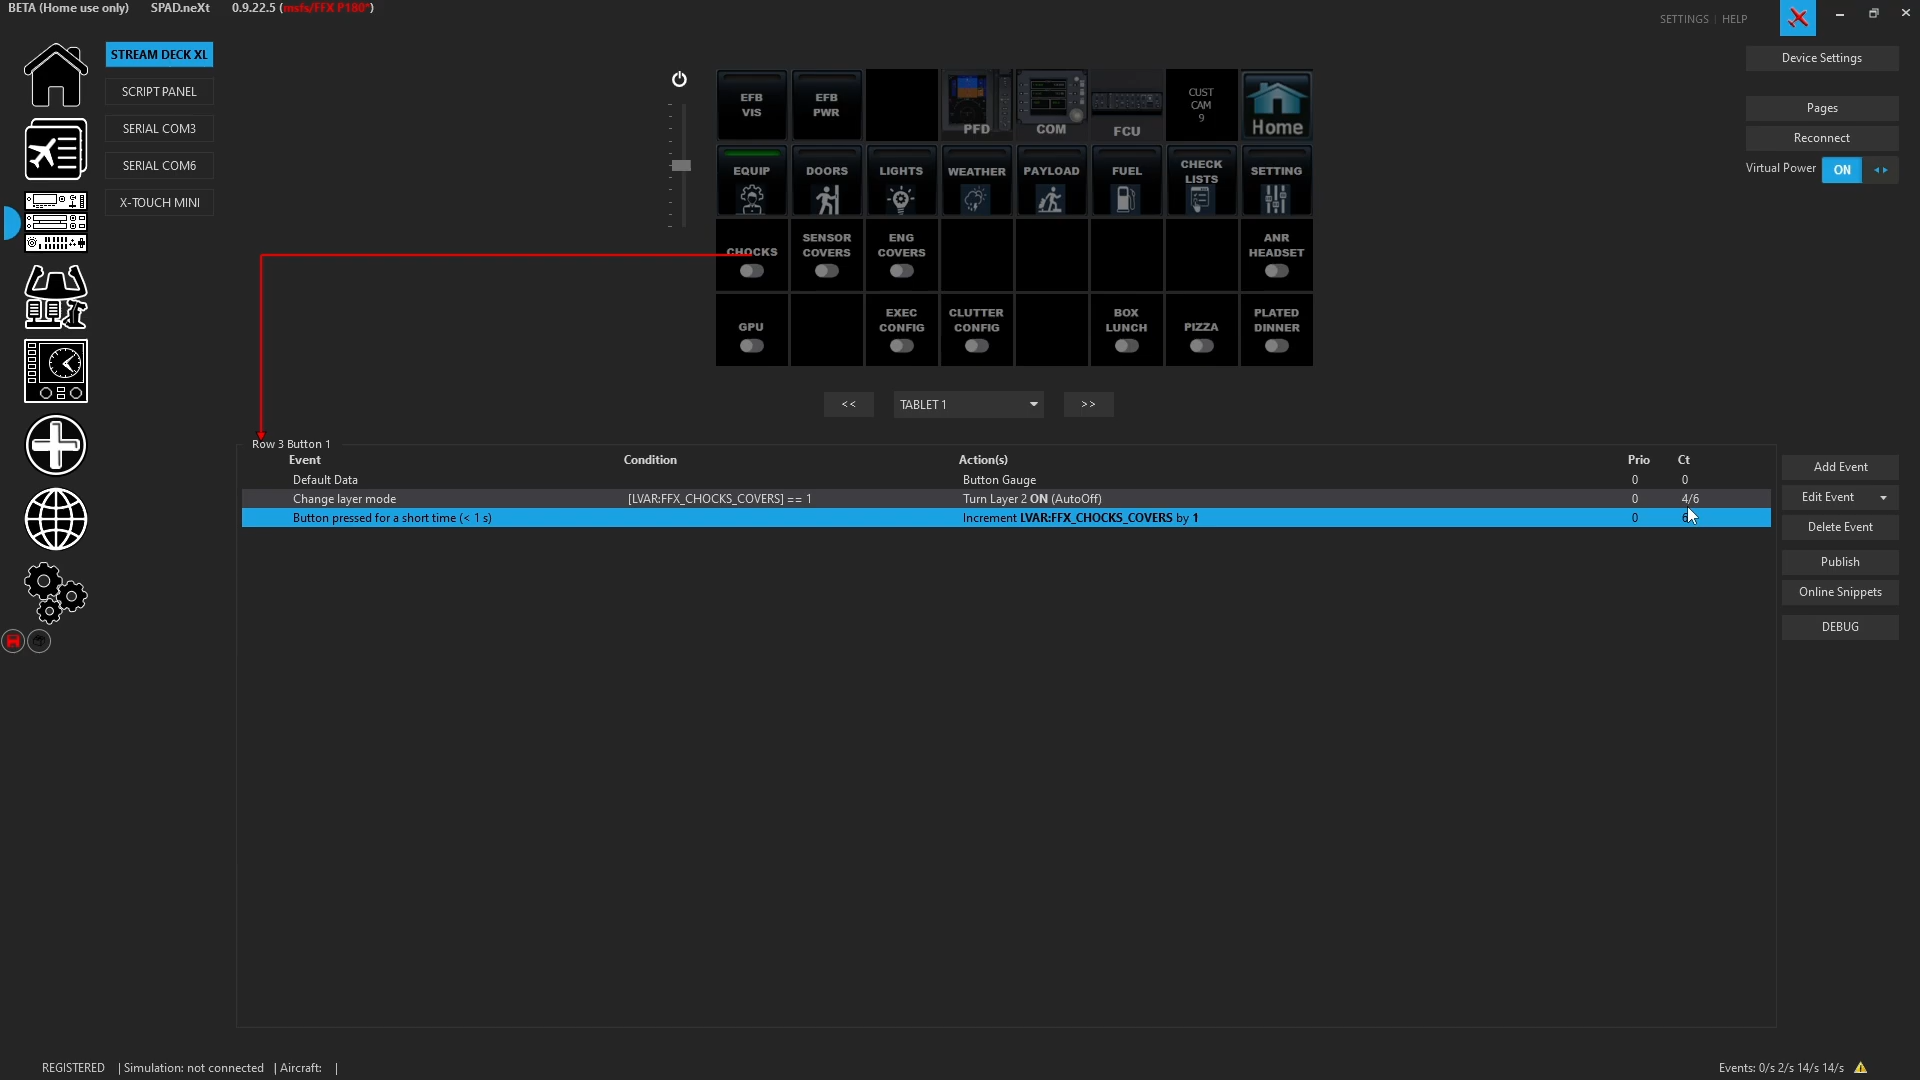 BETA (Home use only) SPAD.neXt 0.9.22.5 (msfs/FFX P180*)
SETTINGS | HELP
STREAM DECK XL
SCRIPT PANEL
SERIAL COM3
SERIAL COM6
X-TOUCH MINI
EFB VIS
EFB PWR
PFD
COM
FCU
CUST CAM 9
Home
EQUIP
DOORS
LIGHTS
WEATHER
PAYLOAD
FUEL
CHECK LISTS
SETTING
CHOCKS
SENSOR COVERS
ENG COVERS
ANR HEADSET
GPU
EXEC CONFIG
CLUTTER CONFIG
BOX LUNCH
PIZZA
PLATED DINNER
<< TABLET 1 >>
Device Settings
Pages
Reconnect
Virtual Power ON
Row 3 Button 1
Event Condition Action(s) Prio Ct
Default Data Button Gauge 0 0
Change layer mode [LVAR:FFX_CHOCKS_COVERS] == 1 Turn Layer 2 ON (AutoOff) 0 4/6
Button pressed for a short time (< 1 s) Increment LVAR:FFX_CHOCKS_COVERS by 1 0
Add Event
Edit Event
Delete Event
Publish
Online Snippets
DEBUG
REGISTERED | Simulation: not connected | Aircraft: |
Events: 0/s 2/s 14/s 14/s